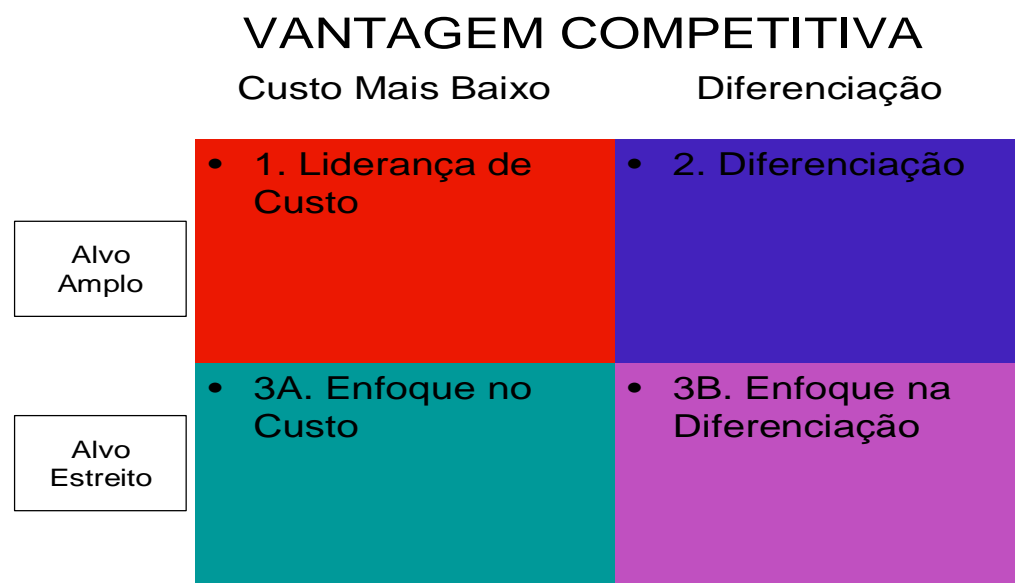 VANTAGEM COMPETITIVA
Custo Mais Baixo
Diferenciação
• 1. Liderança de
Custo
• 2. Diferenciação
Alvo
Amplo
• 3A. Enfoque no
Custo
• 3B. Enfoque na
Diferenciação
Alvo
Estreito